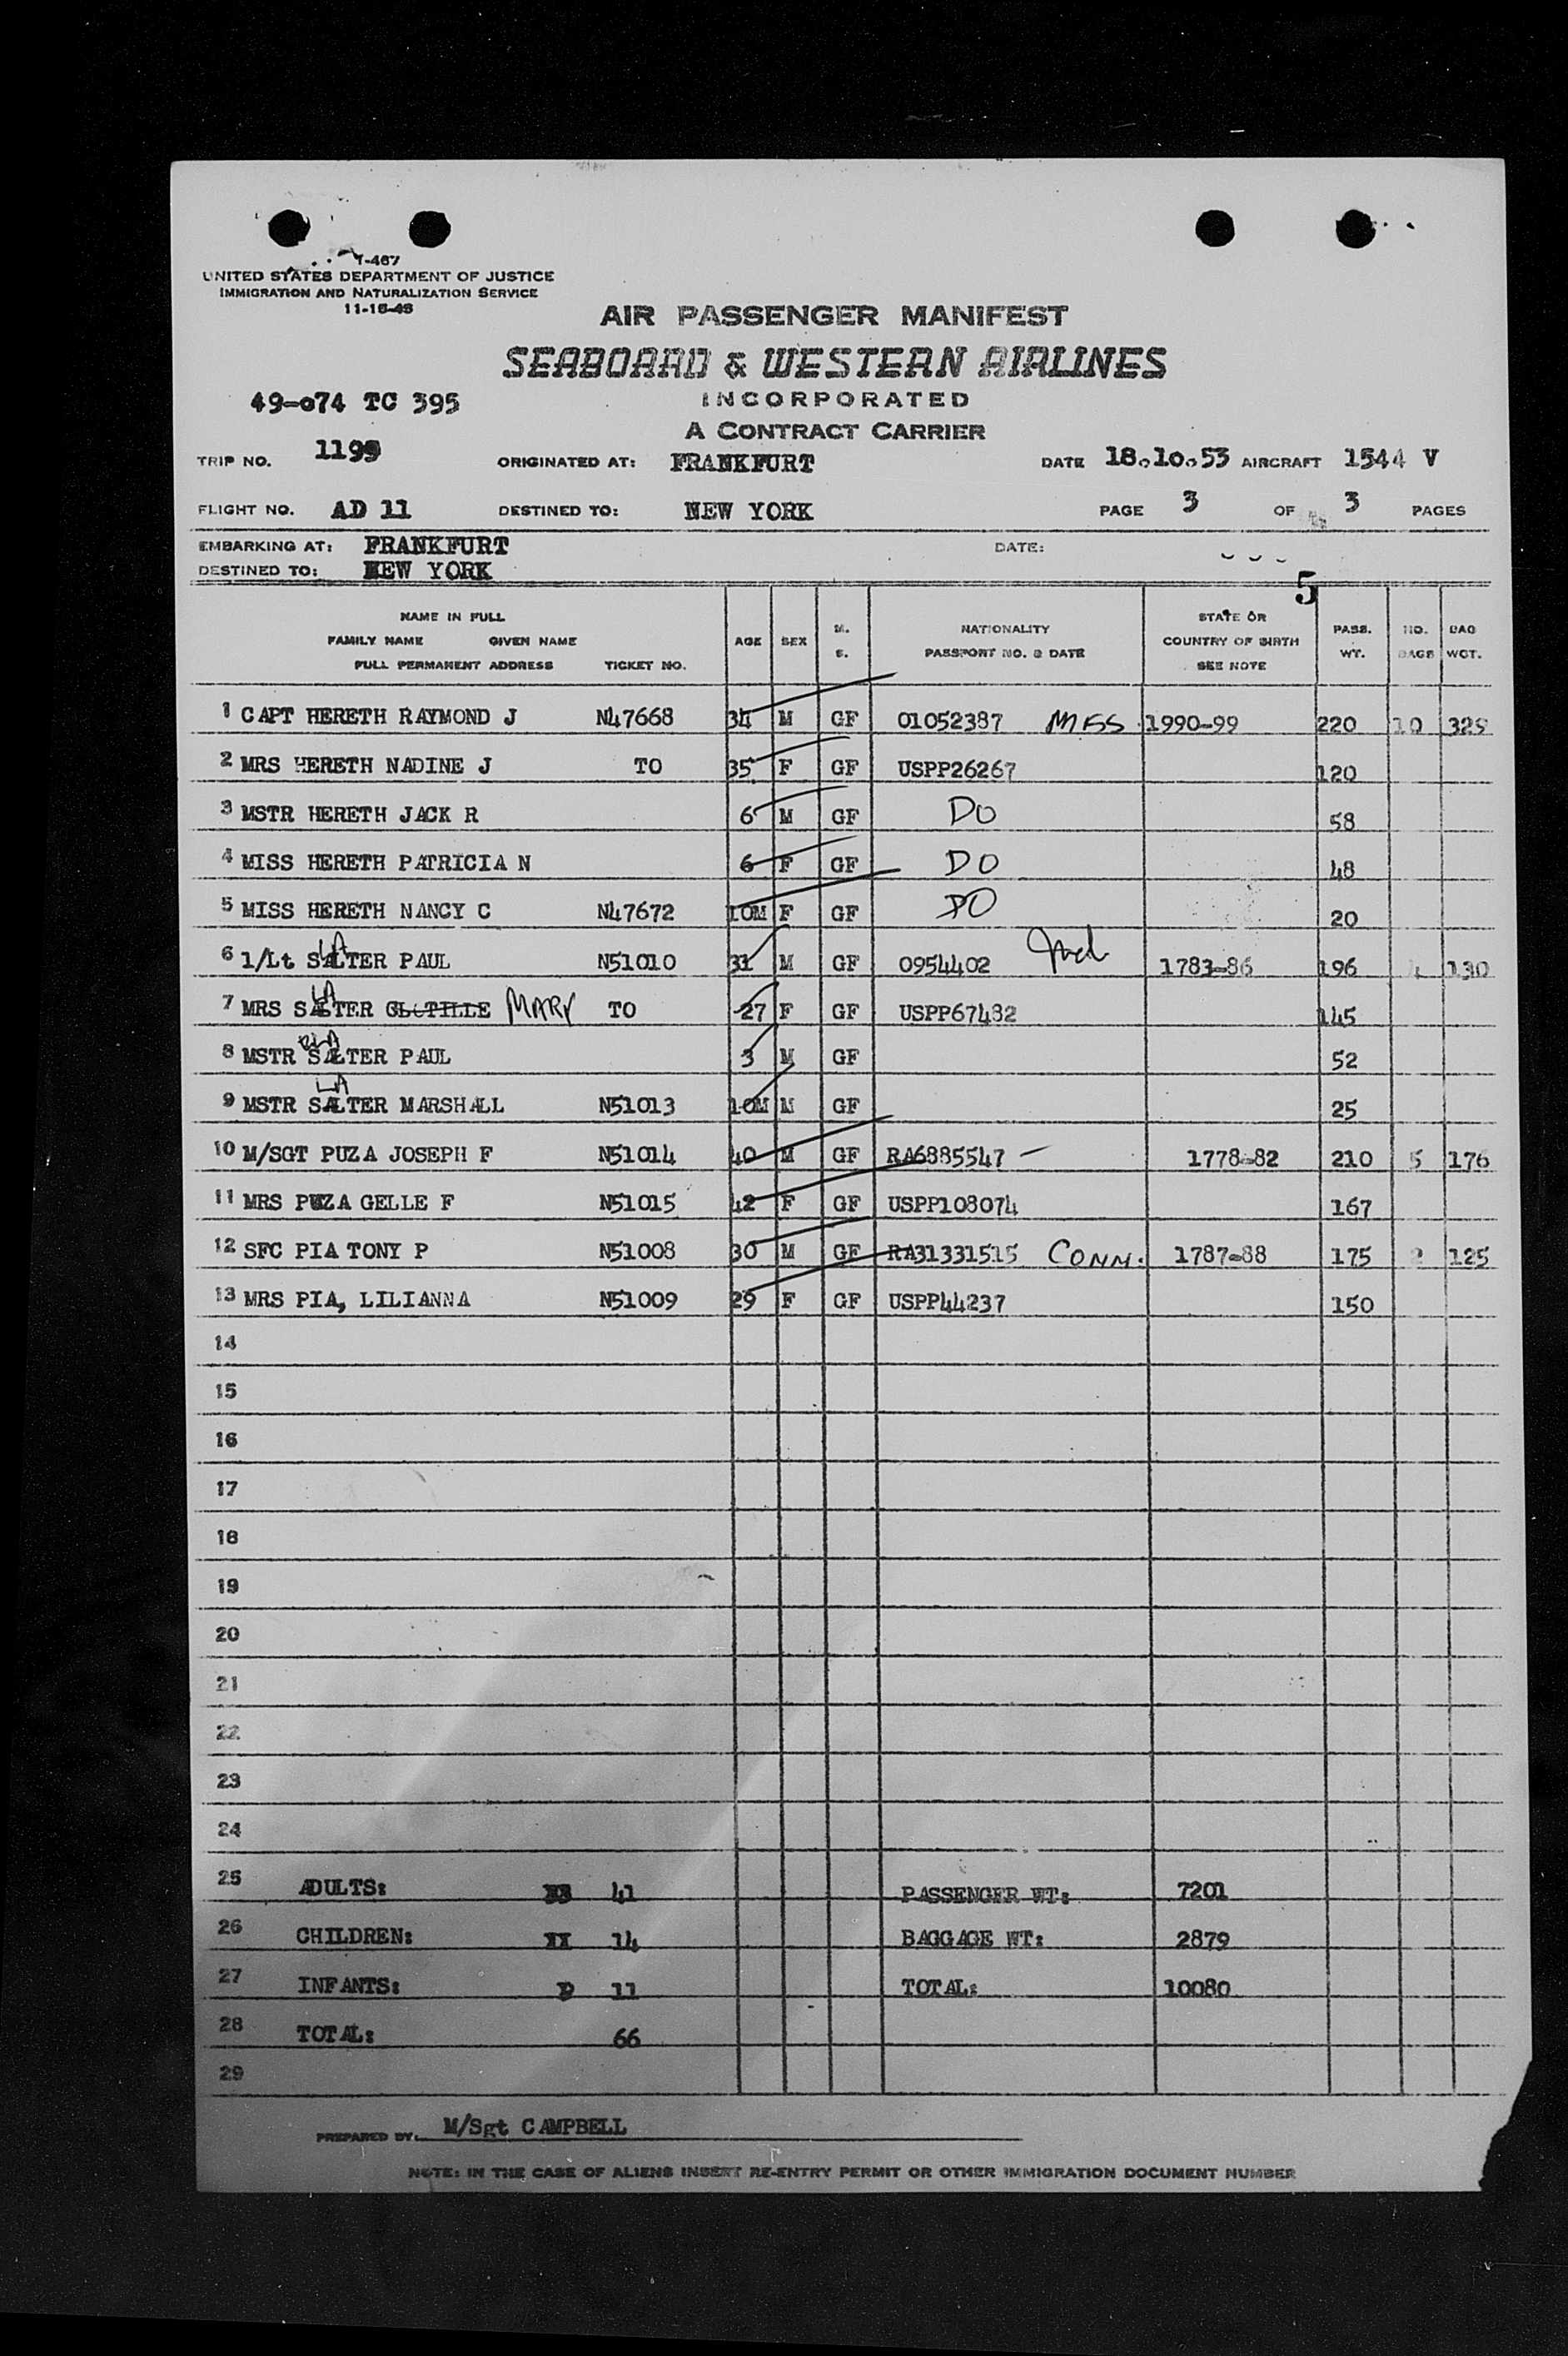 I-467
UNITED STATES DEPARTMENT OF JUSTICE
IMMIGRATION AND NATURALIZATION SERVICE
11-15-48
AIR PASSENGER MANIFEST
SEABOARD & WESTERN AIRLINES
INCORPORATED
A CONTRACT CARRIER
49-074 TC 395
TRIP NO. 1199 ORIGINATED AT: FRANKFURT DATE 18.10.53 AIRCRAFT 1544 V
FLIGHT NO. AD 11 DESTINED TO: NEW YORK PAGE 3 OF 3 PAGES
EMBARKING AT: FRANKFURT DATE:
DESTINED TO: NEW YORK
5
NAME IN FULL
FAMILY NAME GIVEN NAME
FULL PERMANENT ADDRESS TICKET NO. AGE SEX M. S. NATIONALITY PASSPORT NO. & DATE STATE OR COUNTRY OF BIRTH SEE NOTE PASS. WT. NO. BAGS BAG WGT.
1 CAPT HERETH RAYMOND J N47668 34 M GF 01052387 MASS 1990-99 220 10 329
2 MRS HERETH NADINE J TO 35 F GF USPP26267 120
3 MSTR HERETH JACK R 6 M GF DO 58
4 MISS HERETH PATRICIA N 6 F GF DO 48
5 MISS HERETH NANCY C N47672 10M F GF DO 20
6 1/Lt SLATER PAUL N51010 31 M GF 0954402 Ind 1783-86 196 4 130
7 MRS SLATER CLOTILLE MARY TO 27 F GF USPP67432 145
8 MSTR SLATER PAUL 3 M GF 52
9 MSTR SLATER MARSHALL N51013 10M M GF 25
10 M/SGT PUZA JOSEPH F N51014 40 M GF RA6885547 1778-82 210 5 176
11 MRS PUZA GELLE F N51015 42 F GF USPP108074 167
12 SFC PIA TONY P N51008 30 M GF RA31331515 CONN. 1787-88 175 2 125
13 MRS PIA, LILIANNA N51009 29 F GF USPP44237 150
14
15
16
17
18
19
20
21
22
23
24
25 ADULTS: 41 PASSENGER WT: 7201
26 CHILDREN: 14 BAGGAGE WT: 2879
27 INFANTS: 11 TOTAL: 10080
28 TOTAL: 66
29
PREPARED BY. M/Sgt CAMPBELL
NOTE: IN THE CASE OF ALIENS INSERT RE-ENTRY PERMIT OR OTHER IMMIGRATION DOCUMENT NUMBER